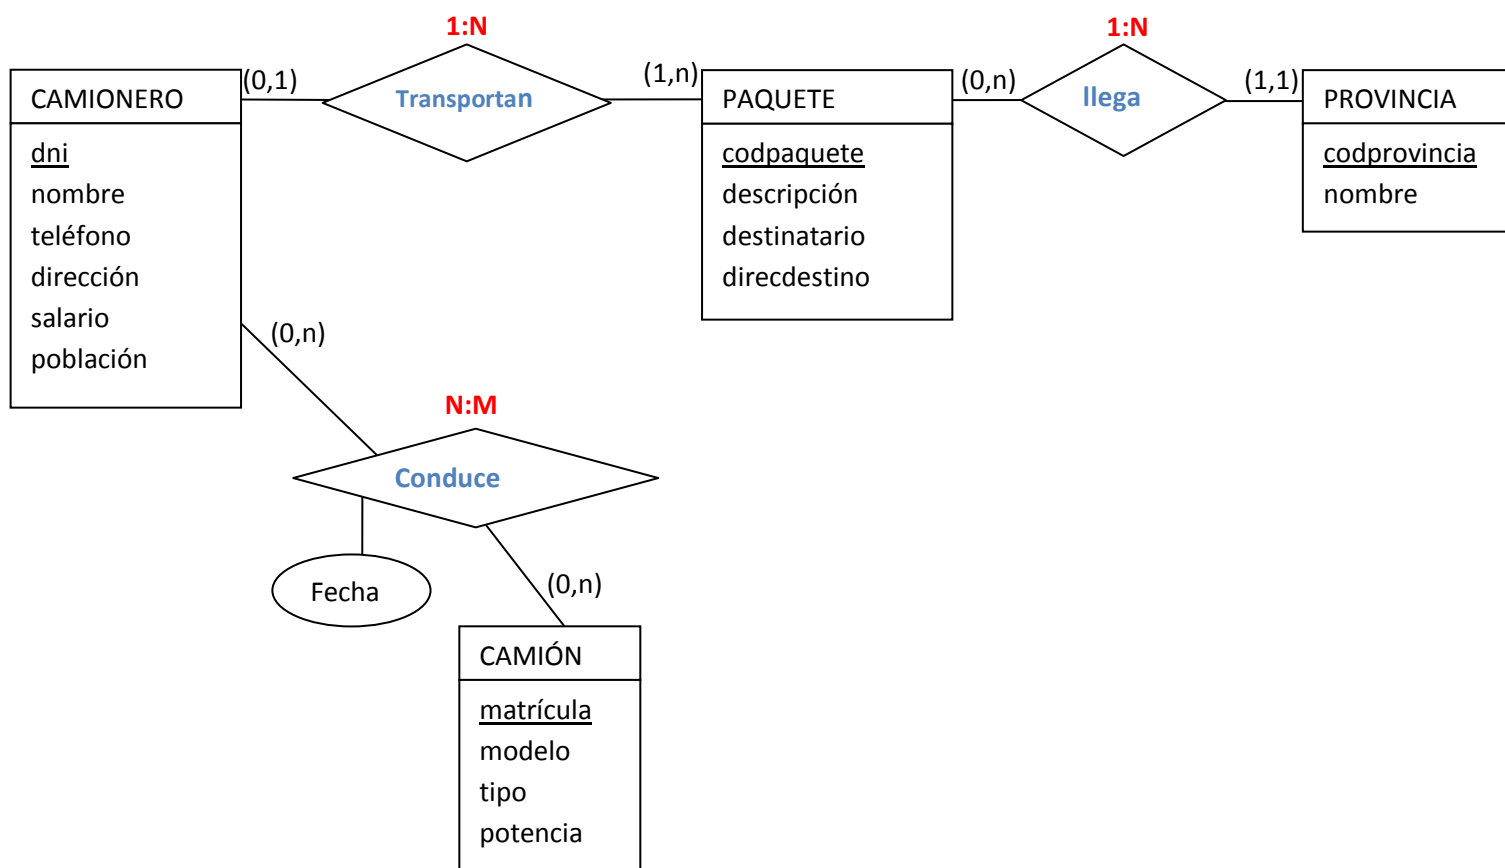 1:N
1:N
CAMIONERO
(0,1)
Transportan
(1,n)
PAQUETE
(0,n)
llega
(1,1)
PROVINCIA
dni
nombre
teléfono
dirección
salario
población
codpaquete
descripción
destinatario
direcdestino
codprovincia
nombre
(0,n)
N:M
Conduce
Fecha
(0,n)
CAMIÓN
matrícula
modelo
tipo
potencia